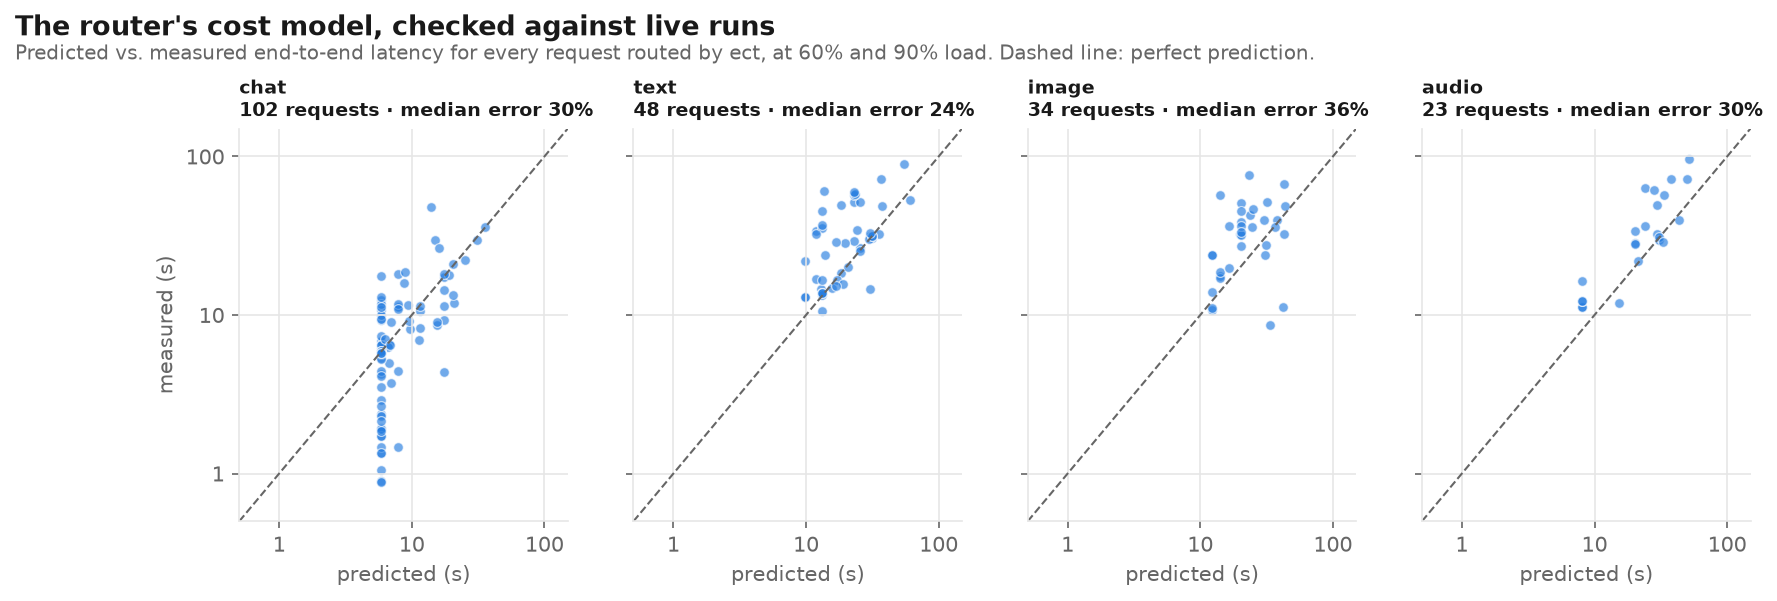 The router's cost model, checked against live runs
Predicted vs. measured end-to-end latency for every request routed by ect, at 60% and 90% load. Dashed line: perfect prediction.
chat
102 requests · median error 30%
text
48 requests · median error 24%
image
34 requests · median error 36%
audio
23 requests · median error 30%
measured (s)
100
10
1
1 10 100
predicted (s)
1 10 100
predicted (s)
1 10 100
predicted (s)
1 10 100
predicted (s)